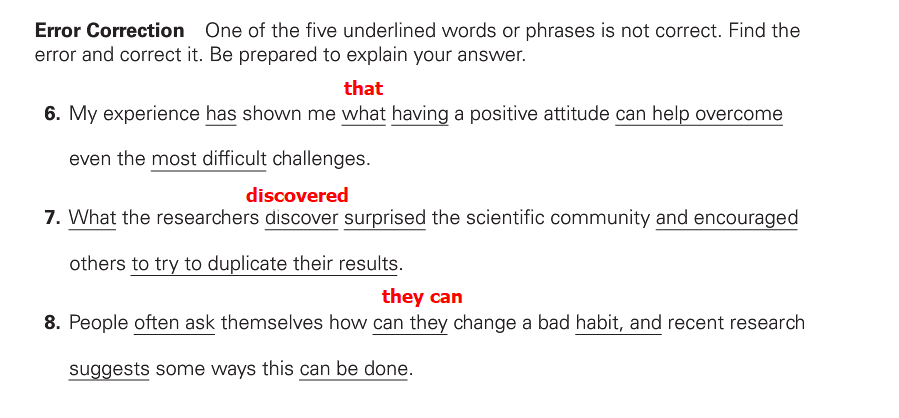 Error Correction One of the five underlined words or phrases is not correct. Find the
error and correct it. Be prepared to explain your answer.
that
6. My experience has shown me what having a positive attitude can help overcome
even the most difficult challenges.
discovered
7. What the researchers discover surprised the scientific community and encouraged
others to try to duplicate their results.
they can
8. People often ask themselves how can they change a bad habit, and recent research
suggests some ways this can be done.